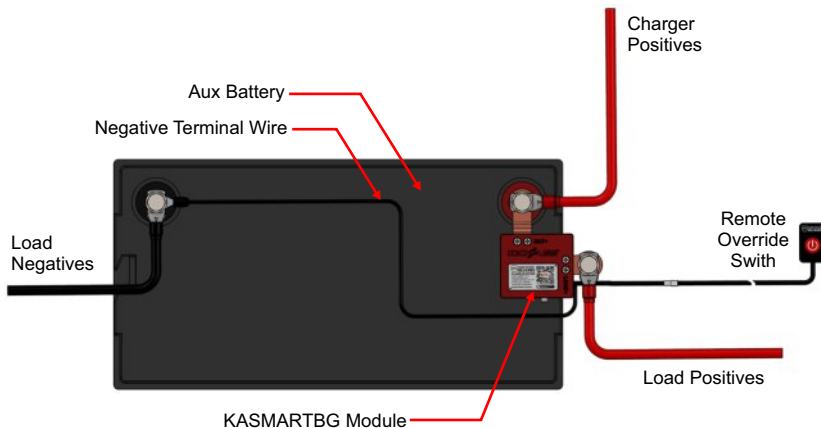 Charger
Positives
Aux Battery
Negative Terminal Wire
Load
Negatives
Remote
Override
Swith
Load Positives
KASMARTBG Module